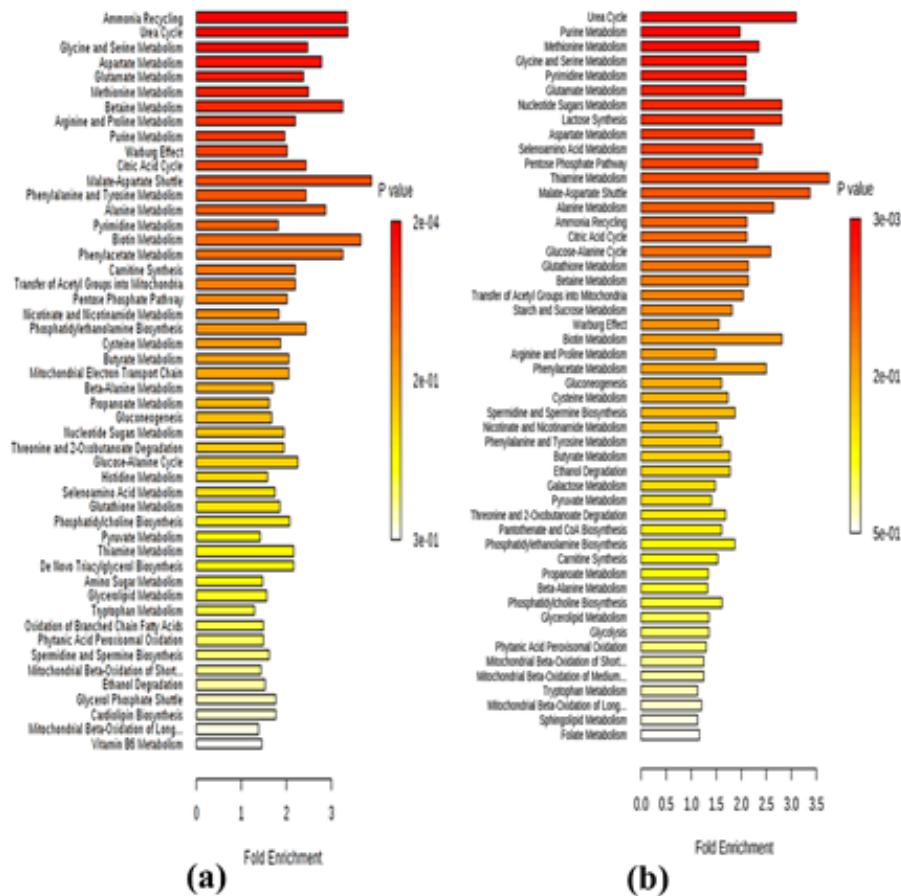 Ammonia Recycling
Urea Cycle
Glycine and Serine Metabolism
Aspartate Metabolism
Glutamate Metabolism
Methionine Metabolism
Betaine Metabolism
Arginine and Proline Metabolism
Purine Metabolism
Warburg Effect
Citric Acid Cycle
Malate-Aspartate Shuttle
Phenylalanine and Tyrosine Metabolism
Alanine Metabolism
Pyrimidine Metabolism
Biotin Metabolism
Phenylacetate Metabolism
Carnitine Synthesis
Transfer of Acetyl Groups into Mitochondria
Pentose Phosphate Pathway
Nicotinate and Nicotinamide Metabolism
Phosphatidylethanolamine Biosynthesis
Cysteine Metabolism
Butyrate Metabolism
Mitochondrial Electron Transport Chain
Beta-Alanine Metabolism
Propanoate Metabolism
Gluconeogenesis
Nucleotide Sugars Metabolism
Threonine and 2-Oxobutanoate Degradation
Glucose-Alanine Cycle
Histidine Metabolism
Selenoamino Acid Metabolism
Glutathione Metabolism
Phosphatidylcholine Biosynthesis
Pyruvate Metabolism
Thiamine Metabolism
De Novo Triacylglycerol Biosynthesis
Amino Sugar Metabolism
Glycerolipid Metabolism
Tryptophan Metabolism
Oxidation of Branched Chain Fatty Acids
Phytanic Acid Peroxisomal Oxidation
Spermidine and Spermine Biosynthesis
Mitochondrial Beta-Oxidation of Short...
Ethanol Degradation
Glycerol Phosphate Shuttle
Cardiolipin Biosynthesis
Mitochondrial Beta-Oxidation of Long...
Vitamin B6 Metabolism
0 1 2 3
Fold Enrichment
P value
2e-04
2e-01
3e-01
(a)
Urea Cycle
Purine Metabolism
Methionine Metabolism
Glycine and Serine Metabolism
Pyrimidine Metabolism
Glutamate Metabolism
Nucleotide Sugars Metabolism
Lactose Synthesis
Aspartate Metabolism
Selenoamino Acid Metabolism
Pentose Phosphate Pathway
Thiamine Metabolism
Malate-Aspartate Shuttle
Alanine Metabolism
Ammonia Recycling
Citric Acid Cycle
Glucose-Alanine Cycle
Glutathione Metabolism
Betaine Metabolism
Transfer of Acetyl Groups into Mitochondria
Starch and Sucrose Metabolism
Warburg Effect
Biotin Metabolism
Arginine and Proline Metabolism
Phenylacetate Metabolism
Gluconeogenesis
Cysteine Metabolism
Spermidine and Spermine Biosynthesis
Nicotinate and Nicotinamide Metabolism
Phenylalanine and Tyrosine Metabolism
Butyrate Metabolism
Ethanol Degradation
Galactose Metabolism
Pyruvate Metabolism
Threonine and 2-Oxobutanoate Degradation
Pantothenate and CoA Biosynthesis
Phosphatidylethanolamine Biosynthesis
Carnitine Synthesis
Propanoate Metabolism
Beta-Alanine Metabolism
Phosphatidylcholine Biosynthesis
Glycerolipid Metabolism
Glycolysis
Phytanic Acid Peroxisomal Oxidation
Mitochondrial Beta-Oxidation of Short...
Mitochondrial Beta-Oxidation of Medium...
Tryptophan Metabolism
Mitochondrial Beta-Oxidation of Long...
Sphingolipid Metabolism
Folate Metabolism
0.0 0.5 1.0 1.5 2.0 2.5 3.0 3.5
Fold Enrichment
P value
3e-03
2e-01
5e-01
(b)